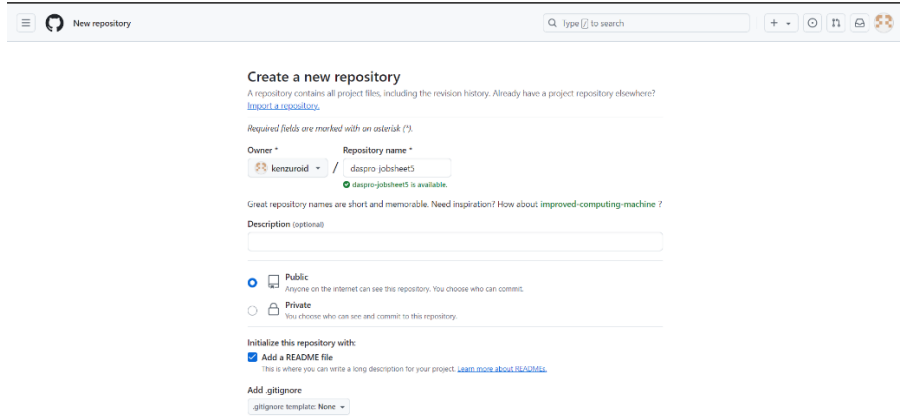 New repository
Type / to search
Create a new repository
A repository contains all project files, including the revision history. Already have a project repository elsewhere?
Import a repository.
Required fields are marked with an asterisk (*).
Owner * Repository name *
kenzuroid / daspro-jobsheet5
daspro-jobsheet5 is available.
Great repository names are short and memorable. Need inspiration? How about improved-computing-machine ?
Description (optional)
Public
Anyone on the internet can see this repository. You choose who can commit.
Private
You choose who can see and commit to this repository.
Initialize this repository with:
Add a README file
This is where you can write a long description for your project. Learn more about READMEs.
Add .gitignore
.gitignore template: None